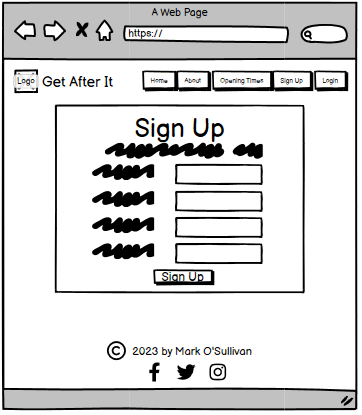 A Web Page
https://
Logo Get After It Home About Opening Times Sign Up Login
Sign Up
Sign Up
© 2023 by Mark O'Sullivan